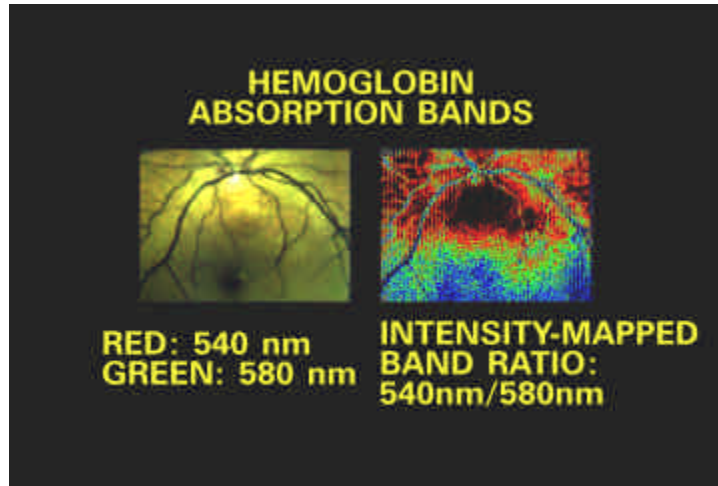 HEMOGLOBIN
ABSORPTION BANDS
RED: 540 nm
GREEN: 580 nm
INTENSITY-MAPPED
BAND RATIO:
540nm/580nm